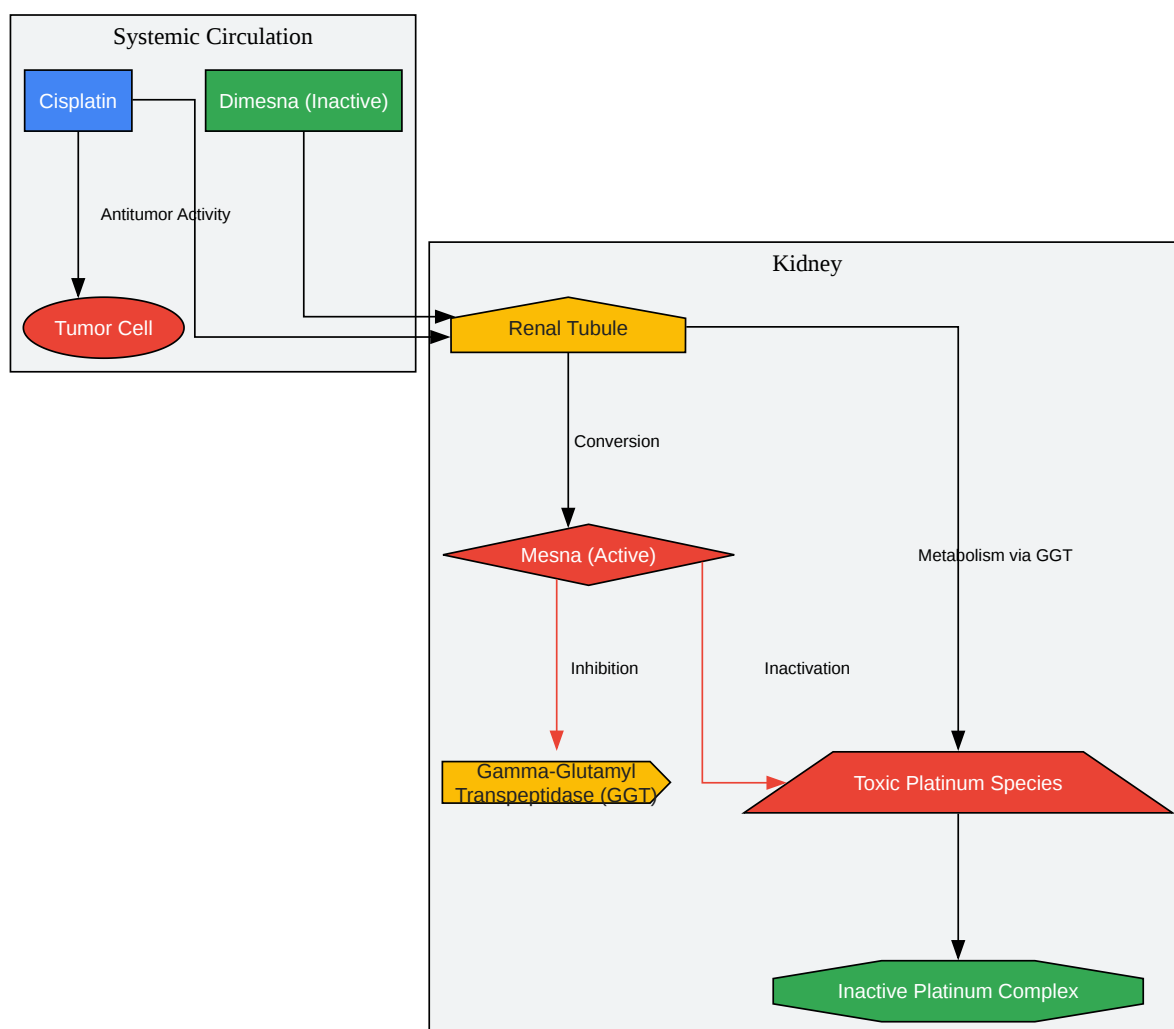 Systemic Circulation
Cisplatin
Dimesna (Inactive)
Antitumor Activity
Tumor Cell
Kidney
Renal Tubule
Conversion
Mesna (Active)
Metabolism via GGT
Inhibition
Inactivation
Gamma-Glutamyl
Transpeptidase (GGT)
Toxic Platinum Species
Inactive Platinum Complex